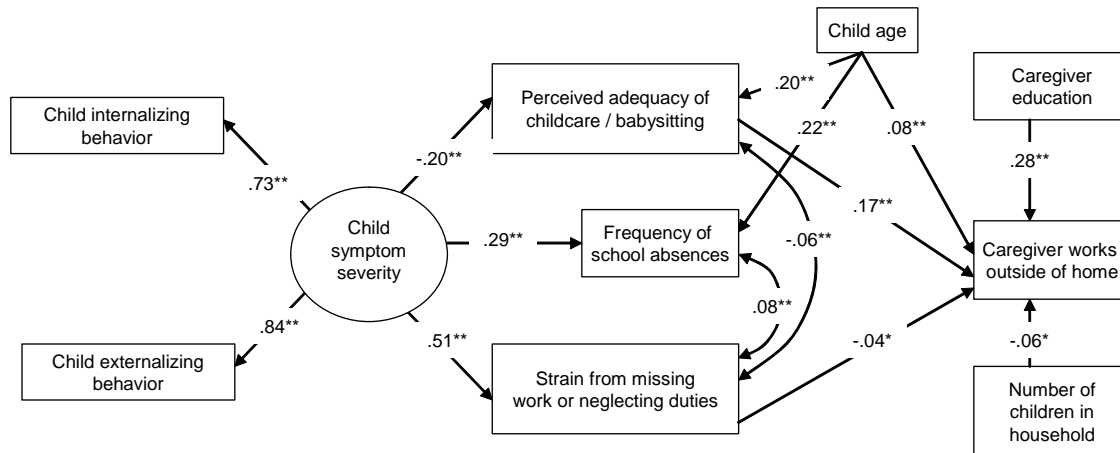 Child age
Perceived adequacy of
childcare / babysitting
Caregiver
education
Child internalizing
behavior
.20**
.22**
.08**
-.20**
.28**
.73**
.17**
Child
symptom
severity
.29**
Frequency of
school absences
-.06**
Caregiver works
outside of home
.08**
.84**
.51**
-.04*
-.06*
Child externalizing
behavior
Strain from missing
work or neglecting duties
Number of
children in
household